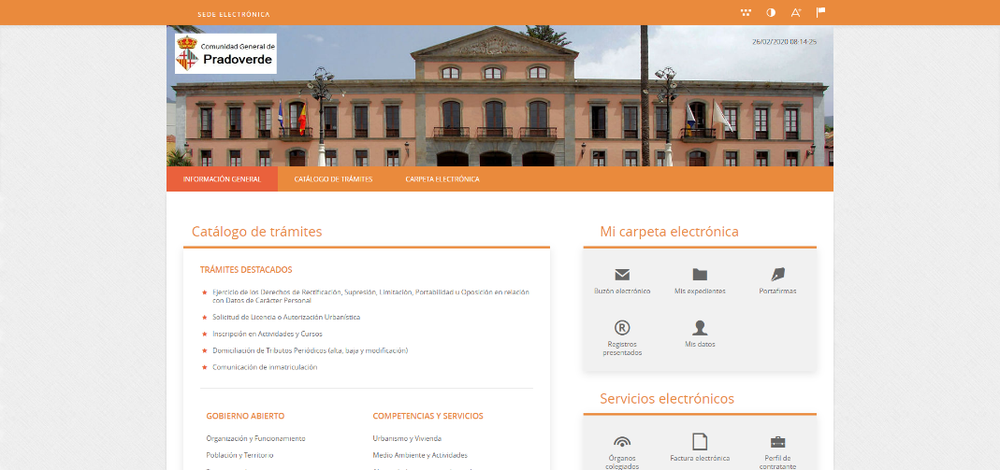 SEDE ELECTRÓNICA
Comunidad General de
Pradoverde
26/02/2020 08:14:25
INFORMACIÓN GENERAL
CATÁLOGO DE TRÁMITES
CARPETA ELECTRÓNICA
Catálogo de trámites
TRÁMITES DESTACADOS
Ejercicio de los Derechos de Rectificación, Supresión, Limitación, Portabilidad u Oposición en relación
con Datos de Carácter Personal
Solicitud de Licencia o Autorización Urbanística
Inscripción en Actividades y Cursos
Domiciliación de Tributos Periódicos (alta, baja y modificación)
Comunicación de inmatriculación
GOBIERNO ABIERTO
Organización y Funcionamiento
Población y Territorio
COMPETENCIAS Y SERVICIOS
Urbanismo y Vivienda
Medio Ambiente y Actividades
Mi carpeta electrónica
Buzón electrónico
Mis expedientes
Portafirmas
Registros
presentados
Mis datos
Servicios electrónicos
Órganos
colegiados
Factura electrónica
Perfil de
contratante